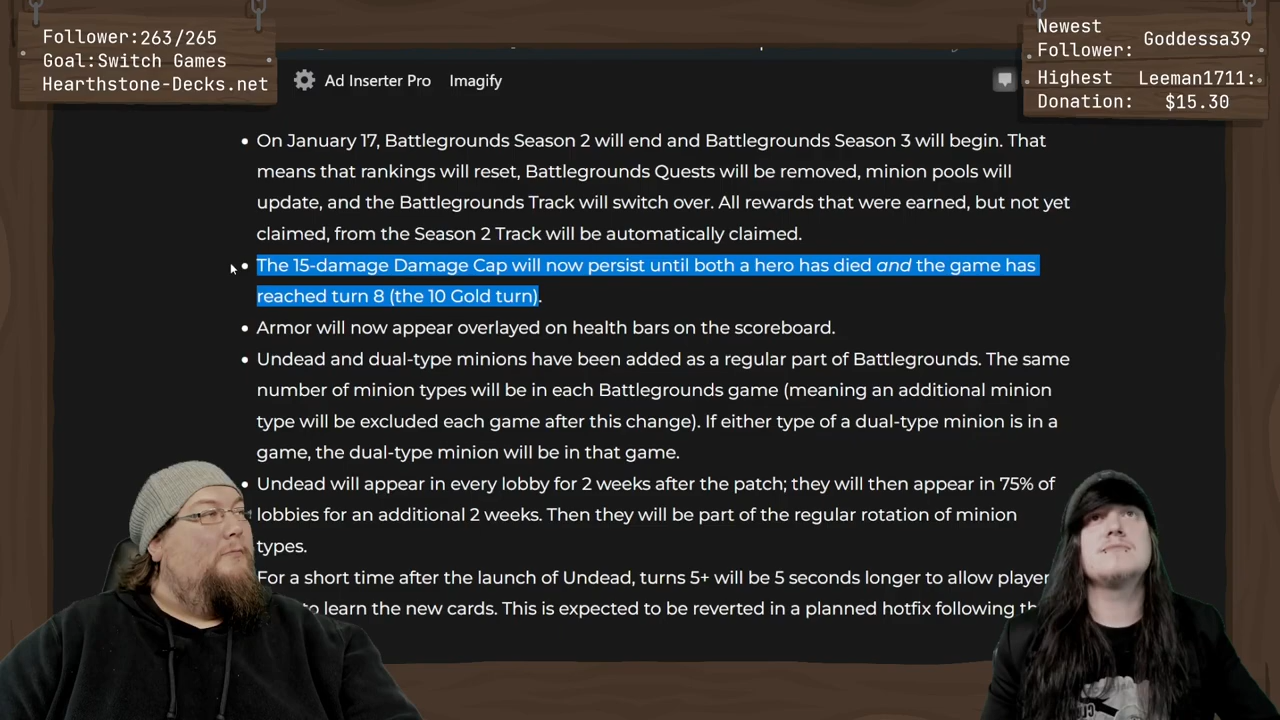 Follower:263/265
Goal:Switch Games
Hearthstone-Decks.net
Newest Follower: Goddessa39
Highest Donation: Leeman1711: $15.30
Ad Inserter Pro Imagify
On January 17, Battlegrounds Season 2 will end and Battlegrounds Season 3 will begin. That
means that rankings will reset, Battlegrounds Quests will be removed, minion pools will
update, and the Battlegrounds Track will switch over. All rewards that were earned, but not yet
claimed, from the Season 2 Track will be automatically claimed.
The 15-damage Damage Cap will now persist until both a hero has died and the game has
reached turn 8 (the 10 Gold turn).
Armor will now appear overlayed on health bars on the scoreboard.
Undead and dual-type minions have been added as a regular part of Battlegrounds. The same
number of minion types will be in each Battlegrounds game (meaning an additional minion
type will be excluded each game after this change). If either type of a dual-type minion is in a
game, the dual-type minion will be in that game.
Undead will appear in every lobby for 2 weeks after the patch; they will then appear in 75% of
lobbies for an additional 2 weeks. Then they will be part of the regular rotation of minion
types.
For a short time after the launch of Undead, turns 5+ will be 5 seconds longer to allow player
to learn the new cards. This is expected to be reverted in a planned hotfix following